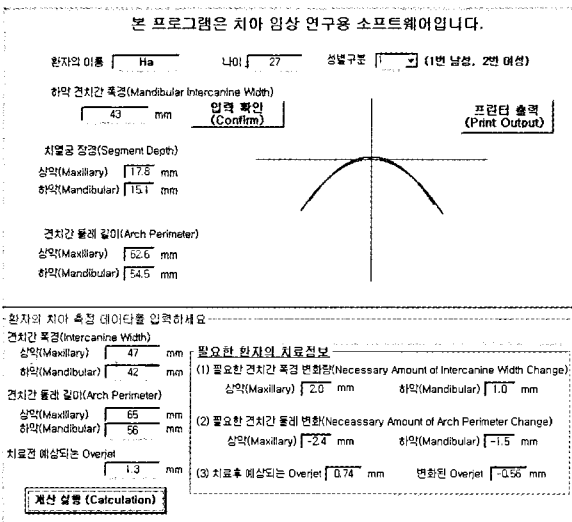 본 프로그램은 치아 임상 연구용 소프트웨어입니다.
환자의 이름 Ha 나이 27 성별구분 1 (1번 남성, 2번 여성)
하악 견치간 폭경(Mandibular Intercanine Width)
43 mm
입력 확인
(Confirm)
프린터 출력
(Print Output)
치열궁 장경(Segment Depth)
상악(Maxillary) 17.8 mm
하악(Mandibular) 15.1 mm
견치간 둘레 길이(Arch Perimeter)
상악(Maxillary) 62.6 mm
하악(Mandibular) 54.5 mm
환자의 치아 측정 데이타를 입력하세요
견치간 폭경(Intercanine Width)
상악(Maxillary) 47 mm
하악(Mandibular) 42 mm
견치간 둘레 길이(Arch Perimeter)
상악(Maxillary) 65 mm
하악(Mandibular) 56 mm
치료전 예상되는 Overjet
1.3 mm
계산 실행 (Calculation)
필요한 환자의 치료정보
(1) 필요한 견치간 폭경 변화량(Necessary Amount of Intercanine Width Change)
상악(Maxillary) 2.0 mm 하악(Mandibular) 1.0 mm
(2) 필요한 견치간 둘레 변화(Neceassary Amount of Arch Perimeter Change)
상악(Maxillary) -2.4 mm 하악(Mandibular) -1.5 mm
(3) 치료후 예상되는 Overjet 0.74 mm 변화된 Overjet -0.56 mm